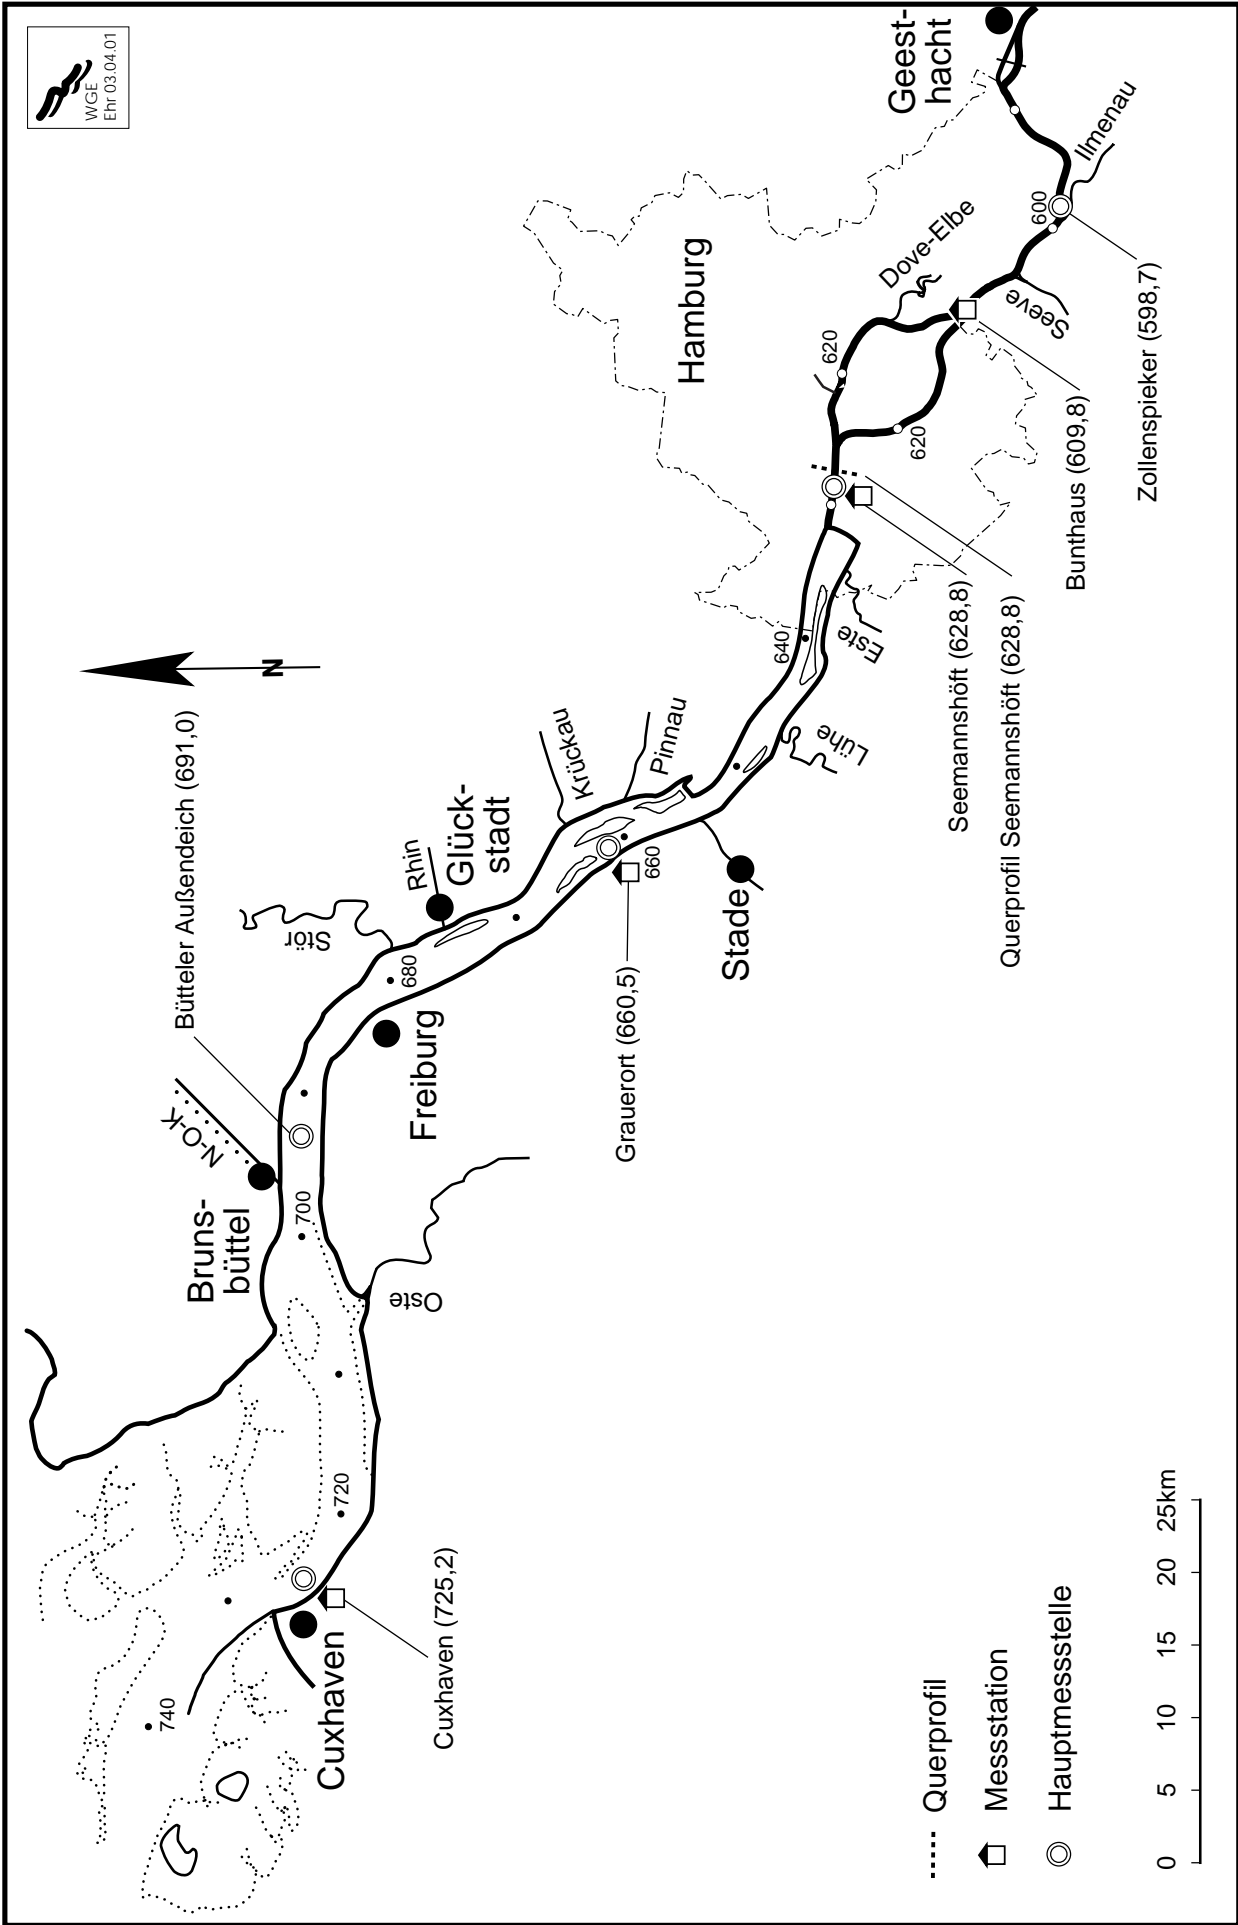 WGE
Ehr 03.04.01
Geest-
hacht
Ilmenau
600
Zollenspieker (598,7)
Dove-Elbe
Seeve
Hamburg
620
620
Bunthaus (609,8)
Seemannshöft (628,8)
Querprofil Seemannshöft (628,8)
Este
640
Lühe
N
Pinnau
Krückau
Glück-
stadt
Rhin
660
Stade
Grauerort (660,5)
Stör
680
Freiburg
Bütteler Außendeich (691,0)
N-O-K
Bruns-
büttel
700
Oste
720
Cuxhaven
Cuxhaven (725,2)
740
Querprofil
Messstation
Hauptmessstelle
0 5 10 15 20 25km